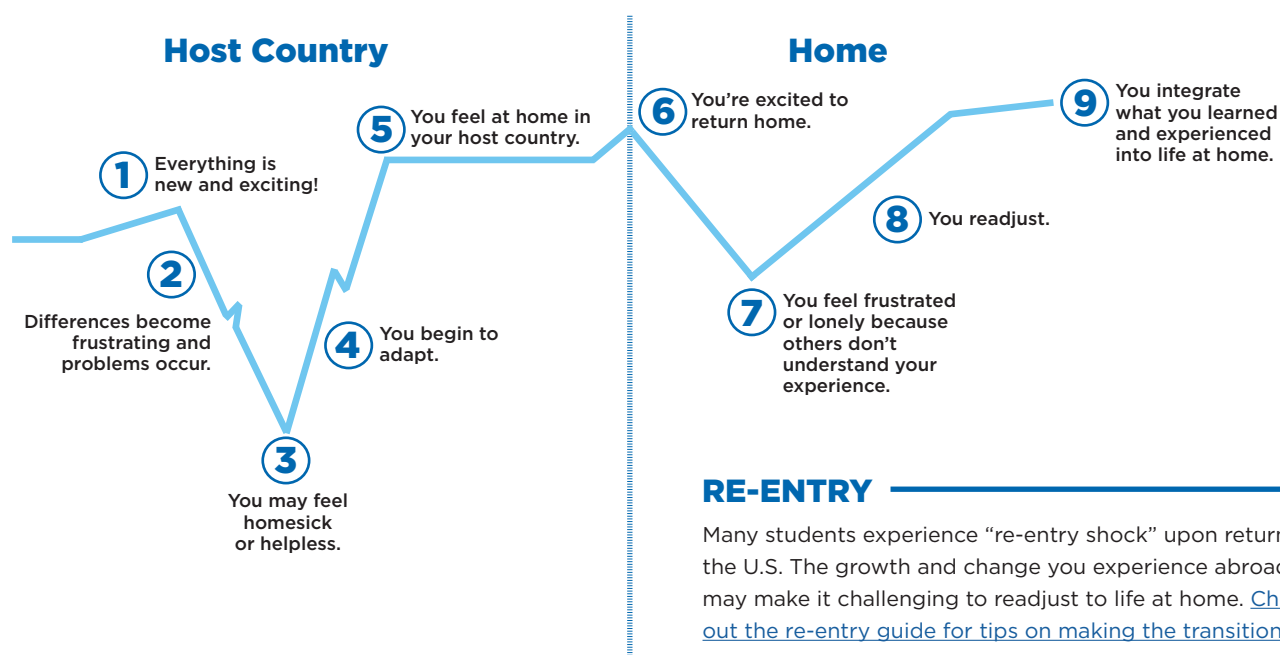 Host Country
1
Everything is
new and exciting!
2
Differences become
frustrating and
problems occur.
3
You may feel
homesick
or helpless.
4
You begin to
adapt.
5
You feel at home in
your host country.
Home
6
You’re excited to
return home.
7
You feel frustrated
or lonely because
others don’t
understand your
experience.
8
You readjust.
9
You integrate
what you learned
and experienced
into life at home.
RE-ENTRY
Many students experience “re-entry shock” upon return
the U.S. The growth and change you experience abroad
may make it challenging to readjust to life at home. Ch
out the re-entry guide for tips on making the transition